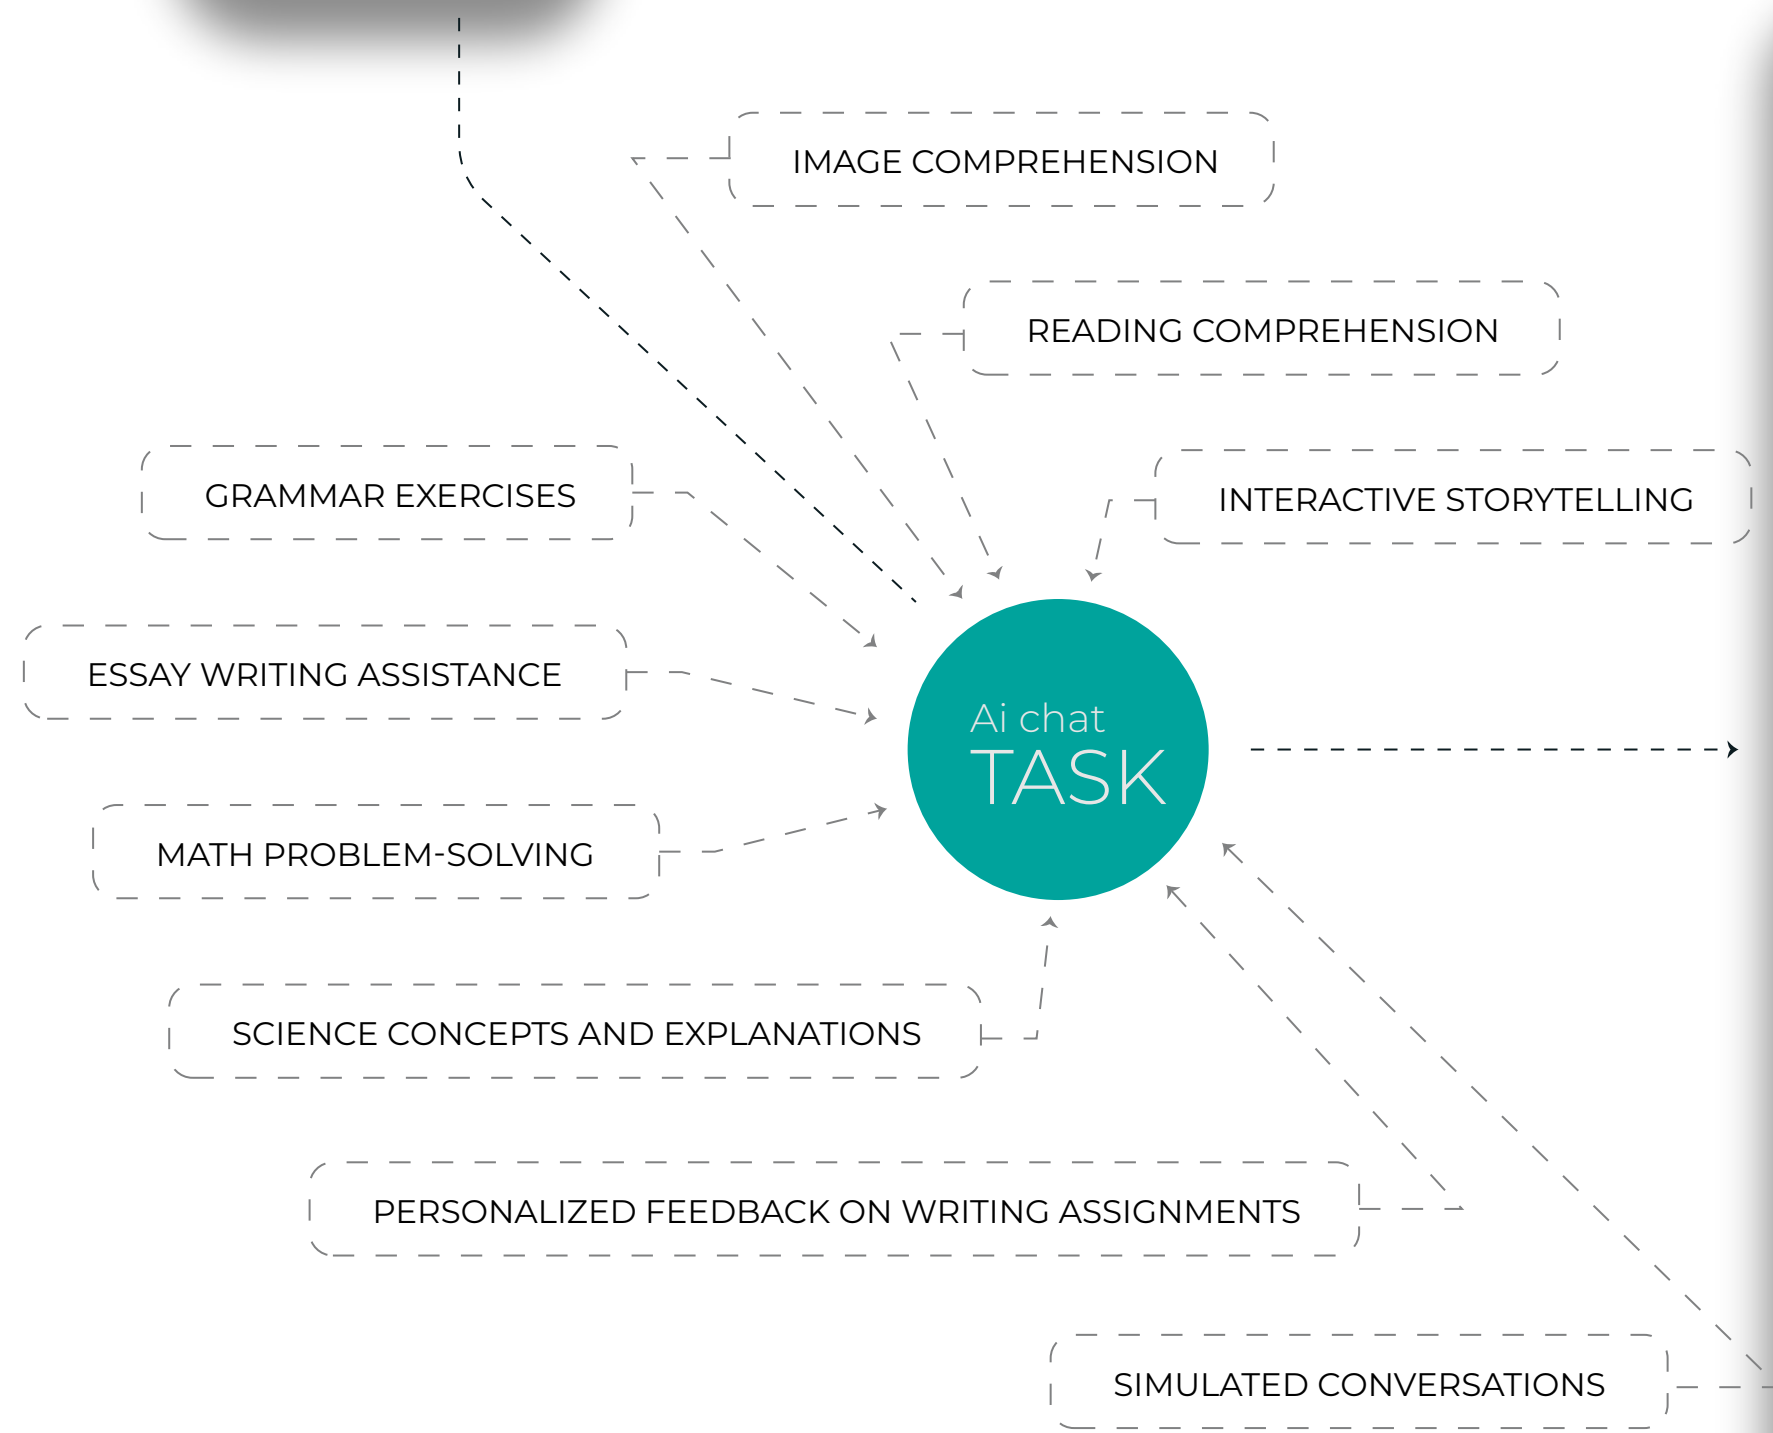 IMAGE COMPREHENSION
READING COMPREHENSION
GRAMMAR EXERCISES
INTERACTIVE STORYTELLING
ESSAY WRITING ASSISTANCE
Ai chat
TASK
MATH PROBLEM-SOLVING
SCIENCE CONCEPTS AND EXPLANATIONS
PERSONALIZED FEEDBACK ON WRITING ASSIGNMENTS
SIMULATED CONVERSATIONS